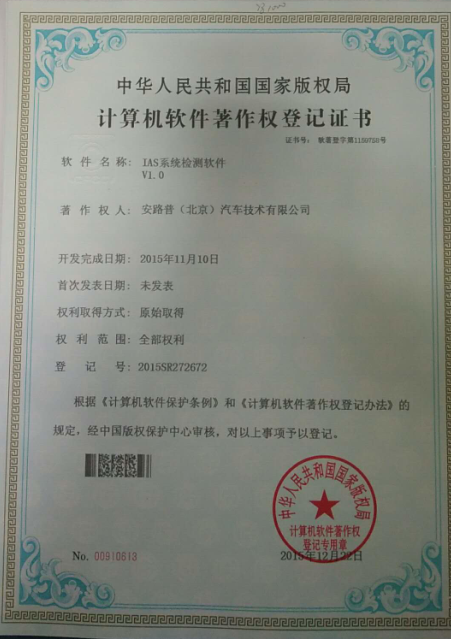 中华人民共和国国家版权局
计算机软件著作权登记证书
证书号: 软著登字第1159758号
软件名称: IAS系统检测软件
V1.0
著作权人: 安路普（北京）汽车技术有限公司
开发完成日期: 2015年11月10日
首次发表日期: 未发表
权利取得方式: 原始取得
权利范围: 全部权利
登记号: 2015SR272672
根据《计算机软件保护条例》和《计算机软件著作权登记办法》的
规定，经中国版权保护中心审核，对以上事项予以登记。
中华人民共和国国家版权局
计算机软件著作权
登记专用章
No. 00910613
2015年12月22日